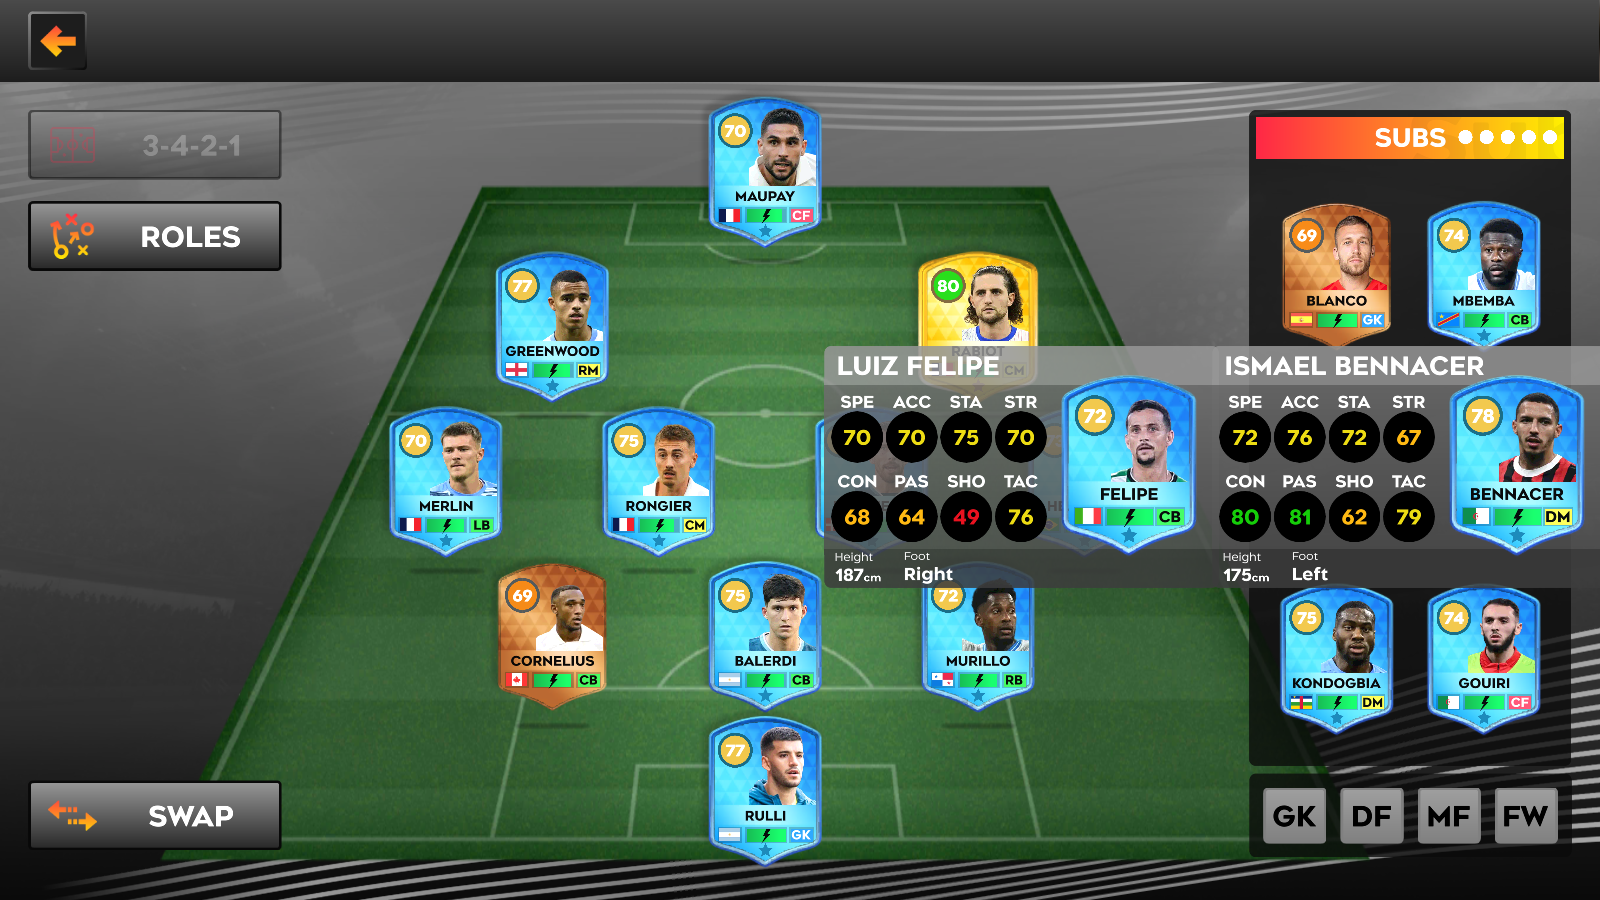 3-4-2-1
ROLES
70
MAUPAY
CF
77
GREENWOOD
RM
80
RABIOT
CM
70
MERLIN
LB
75
RONGIER
CM
69
CORNELIUS
CB
75
BALERDI
CB
72
MURILLO
RB
77
RULLI
GK
SWAP
LUIZ FELIPE
SPE ACC STA STR
70 70 75 70
CON PAS SHO TAC
68 64 49 76
Height Foot
187cm Right
72
FELIPE
CB
ISMAEL BENNACER
SPE ACC STA STR
72 76 72 67
CON PAS SHO TAC
80 81 62 79
Height Foot
175cm Left
78
BENNACER
DM
SUBS
69
BLANCO
GK
74
MBEMBA
CB
75
KONDOGBIA
DM
74
GOUIRI
CF
GK DF MF FW